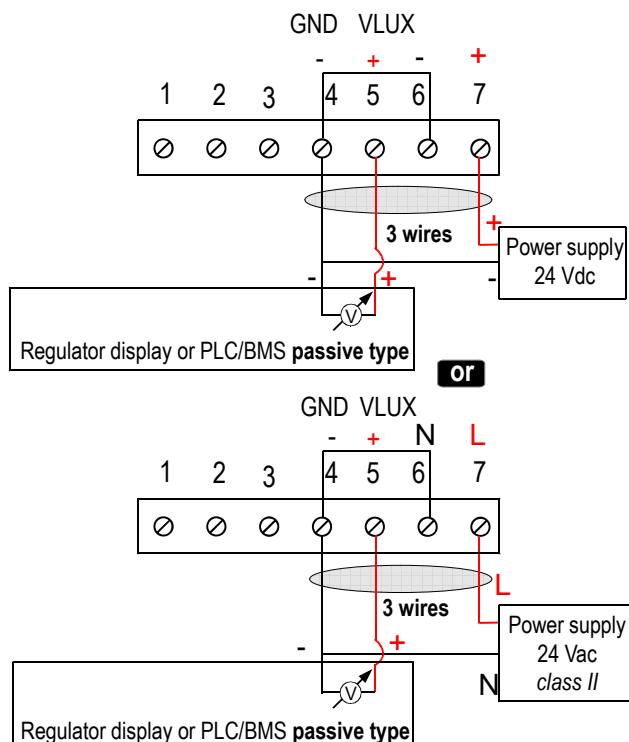 GND VLUX
- + - +
1 2 3 4 5 6 7
3 wires
+
Power supply
24 Vdc
- + -
V
Regulator display or PLC/BMS passive type
or
GND VLUX
- + N L
1 2 3 4 5 6 7
L
3 wires
Power supply
24 Vac
class II
- +
N
V
Regulator display or PLC/BMS passive type